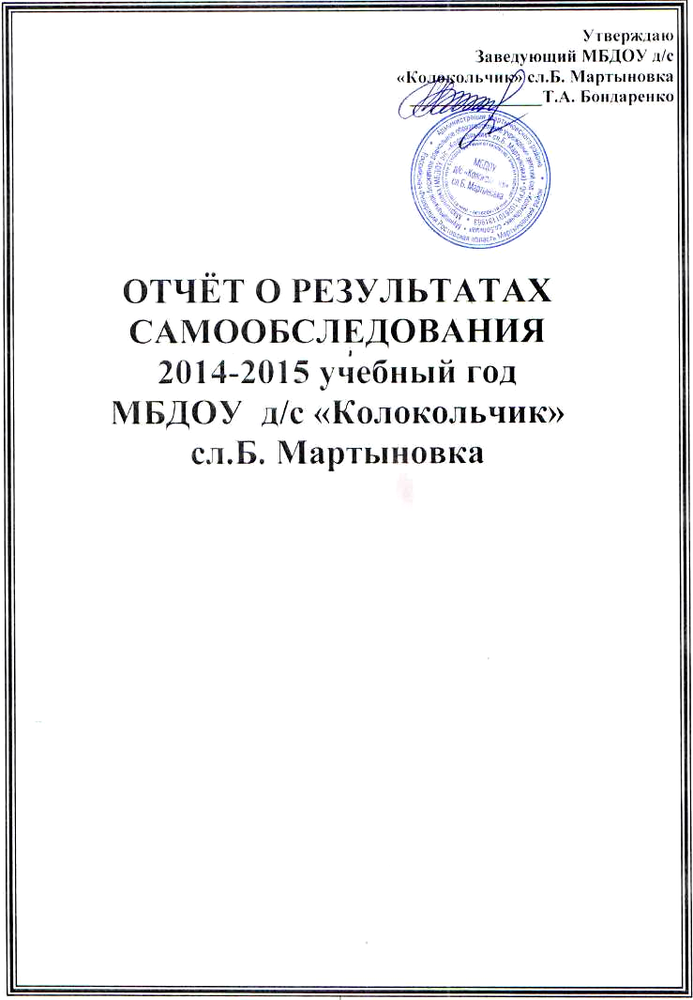 Утверждаю
Заведующий МБДОУ д/с
«Колокольчик» сл.Б. Мартыновка
Т.А. Бондаренко
МБДОУ
д/с «Колокольчик»
сл.Б. Мартыновка
ОТЧЁТ О РЕЗУЛЬТАТАХ
САМООБСЛЕДОВАНИЯ
2014-2015 учебный год
МБДОУ д/с «Колокольчик»
сл.Б. Мартыновка